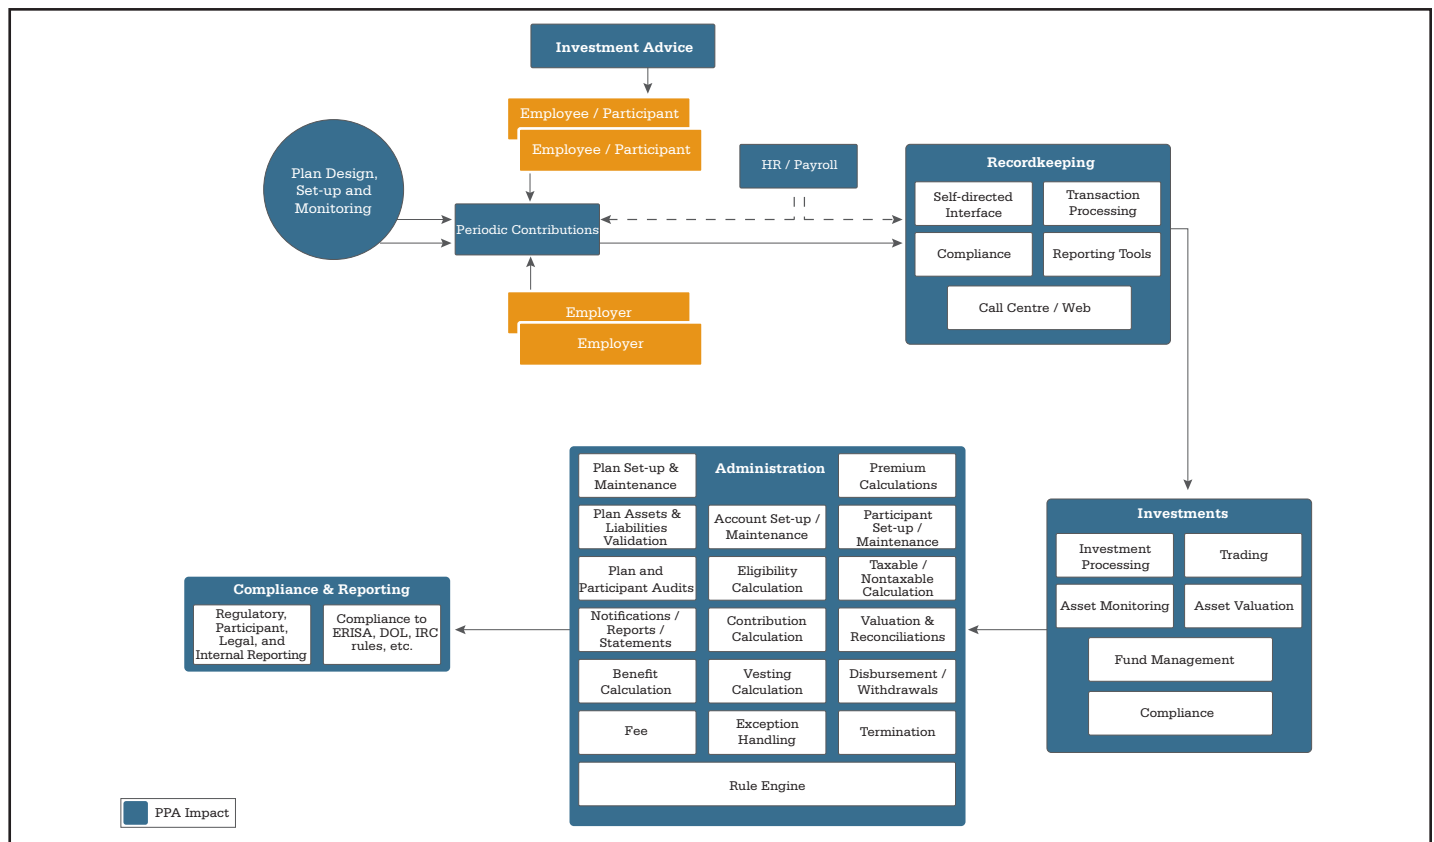 Investment Advice
Employee / Participant
Employee / Participant
Plan Design,
Set-up and
Monitoring
HR / Payroll
Periodic Contributions
Employer
Employer
Recordkeeping
Self-directed
Interface
Transaction
Processing
Compliance
Reporting Tools
Call Centre / Web
Administration
Plan Set-up &
Maintenance
Premium
Calculations
Plan Assets &
Liabilities
Validation
Account Set-up /
Maintenance
Participant
Set-up /
Maintenance
Plan and
Participant Audits
Eligibility
Calculation
Taxable /
Nontaxable
Calculation
Notifications /
Reports /
Statements
Contribution
Calculation
Valuation &
Reconciliations
Benefit
Calculation
Vesting
Calculation
Disbursement /
Withdrawals
Fee
Exception
Handling
Termination
Rule Engine
Investments
Investment
Processing
Trading
Asset Monitoring
Asset Valuation
Fund Management
Compliance
Compliance & Reporting
Regulatory,
Participant,
Legal, and
Internal Reporting
Compliance to
ERISA, DOL, IRC
rules, etc.
PPA Impact